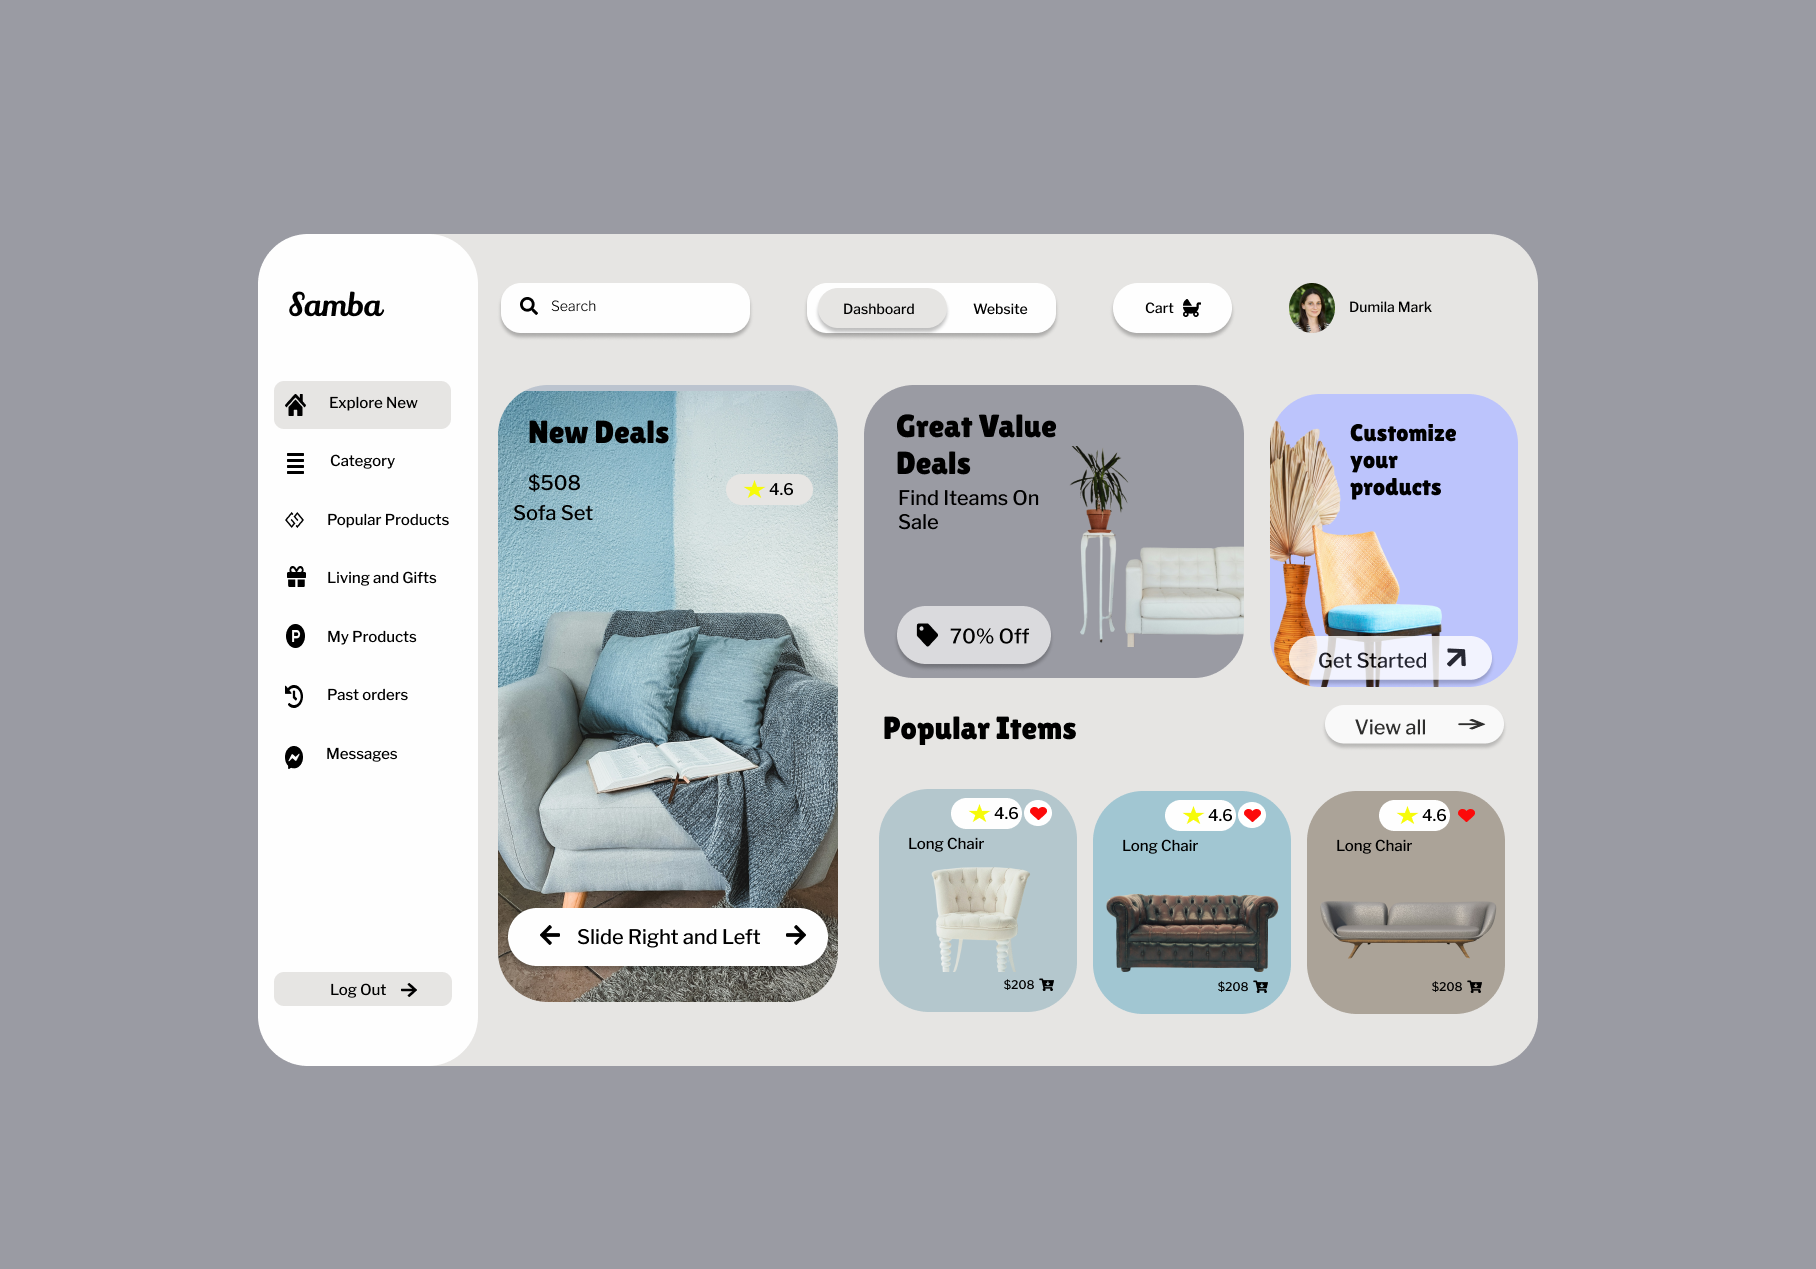 Samba
Search
Dashboard
Website
Cart
Dumila Mark
Explore New
Category
Popular Products
Living and Gifts
P
My Products
Past orders
Messages
Log Out
New Deals
$508
Sofa Set
4.6
Slide Right and Left
Great Value
Deals
Find Iteams On
Sale
70% Off
Customize
your
products
Get Started
Popular Items
View all
4.6
Long Chair
$208
4.6
Long Chair
$208
4.6
Long Chair
$208